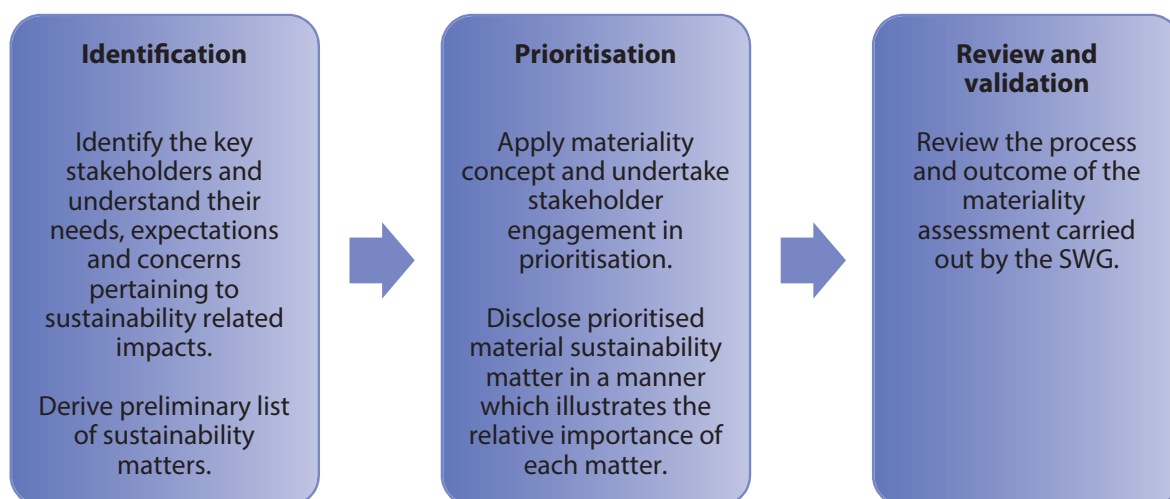 Identification
Identify the key
stakeholders and
understand their
needs, expectations
and concerns
pertaining to
sustainability related
impacts.
Derive preliminary list
of sustainability
matters.
Prioritisation
Apply materiality
concept and undertake
stakeholder
engagement in
prioritisation.
Disclose prioritised
material sustainability
matter in a manner
which illustrates the
relative importance of
each matter.
Review and
validation
Review the process
and outcome of the
materiality
assessment carried
out by the SWG.